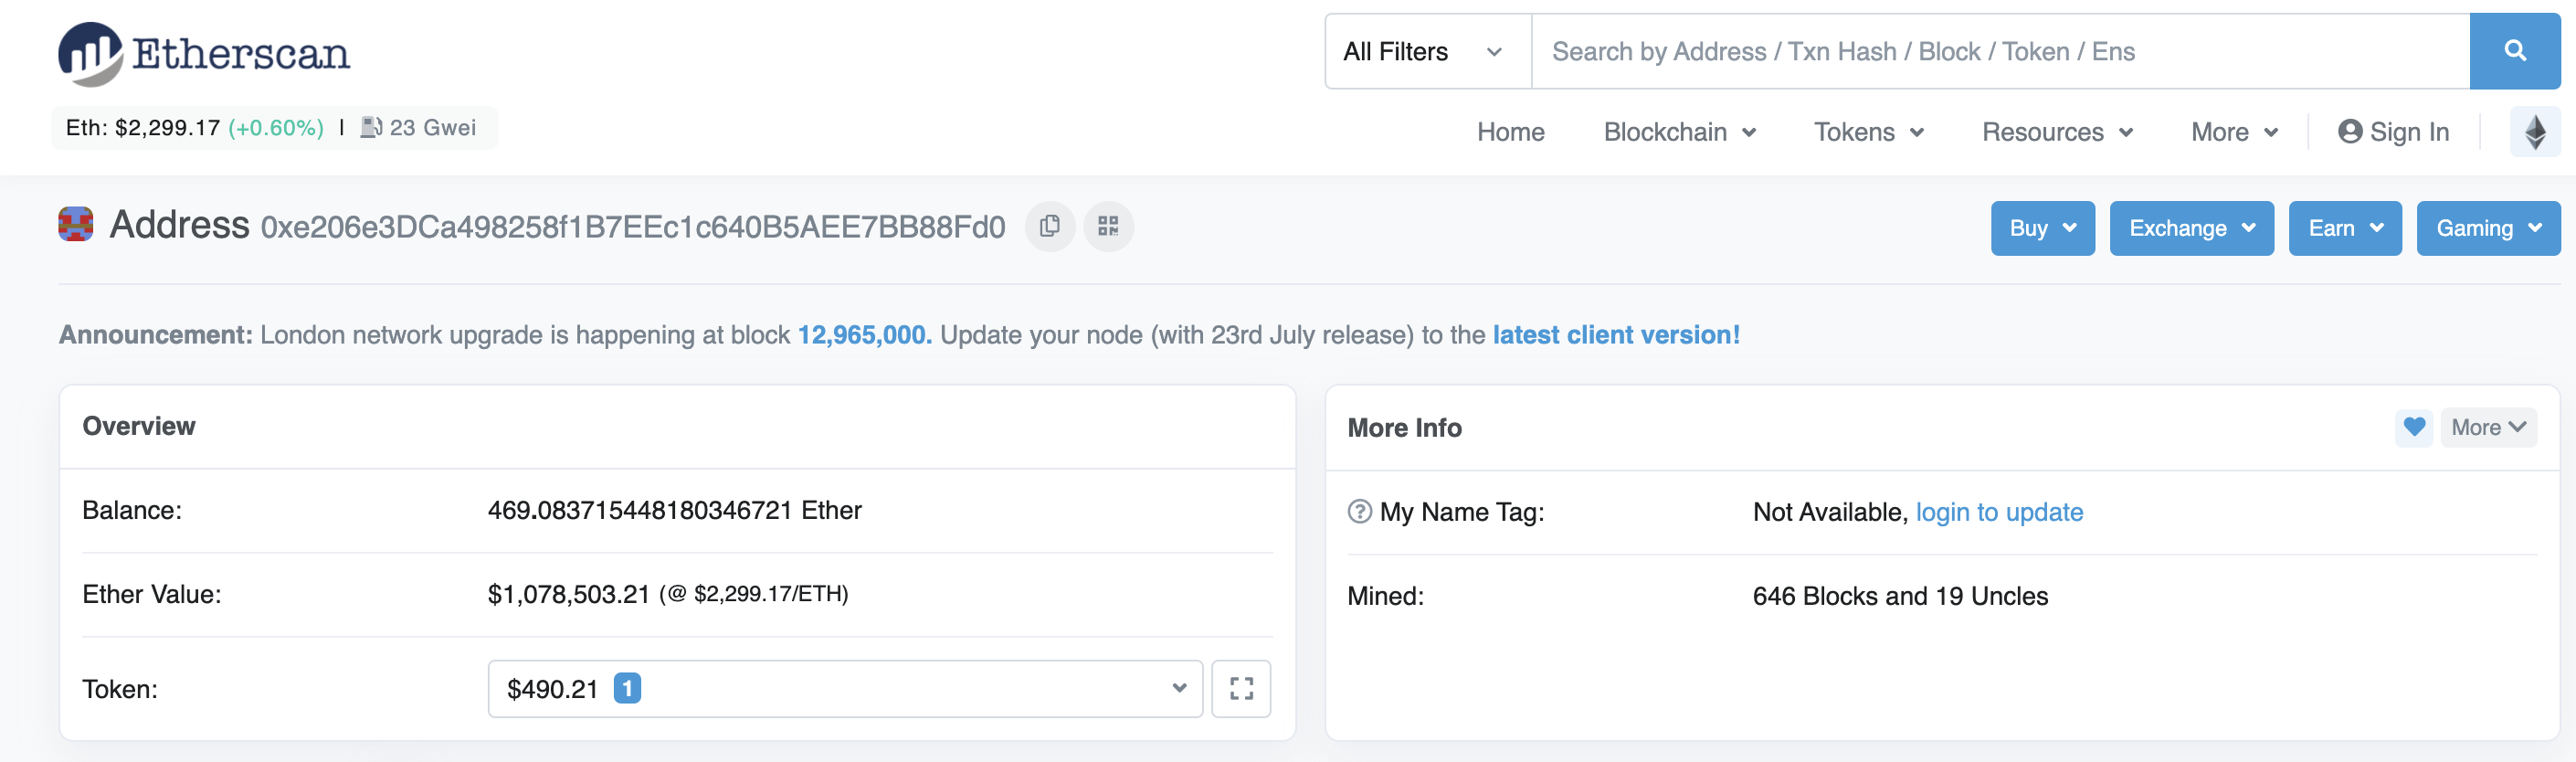 Etherscan
All Filters
Search by Address / Txn Hash / Block / Token / Ens
Eth: $2,299.17 (+0.60%) | 23 Gwei
Home Blockchain Tokens Resources More Sign In
Address 0xe206e3DCa498258f1B7EEc1c640B5AEE7BB88Fd0
Buy Exchange Earn Gaming
Announcement: London network upgrade is happening at block 12,965,000. Update your node (with 23rd July release) to the latest client version!
Overview
Balance: 469.083715448180346721 Ether
Ether Value: $1,078,503.21 (@ $2,299.17/ETH)
Token: $490.21 1
More Info
More
My Name Tag: Not Available, login to update
Mined: 646 Blocks and 19 Uncles